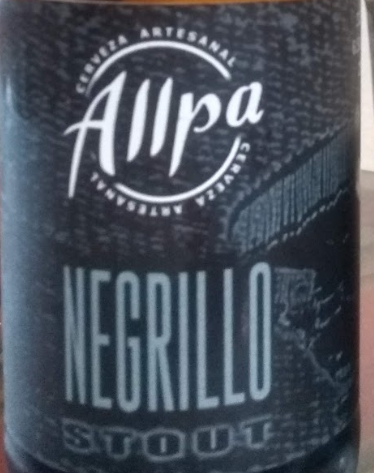 CERVEZA ARTESANAL
Allpa
CERVEZA ARTESANAL
NEGRILLO
STOUT